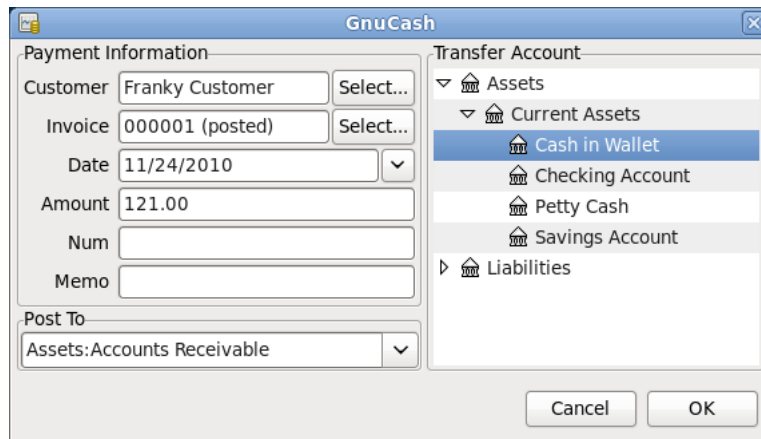 GnuCash
Payment Information
Customer Franky Customer Select...
Invoice 000001 (posted) Select...
Date 11/24/2010
Amount 121.00
Num
Memo
Post To
Assets:Accounts Receivable
Transfer Account
Assets
Current Assets
Cash in Wallet
Checking Account
Petty Cash
Savings Account
Liabilities
Cancel OK